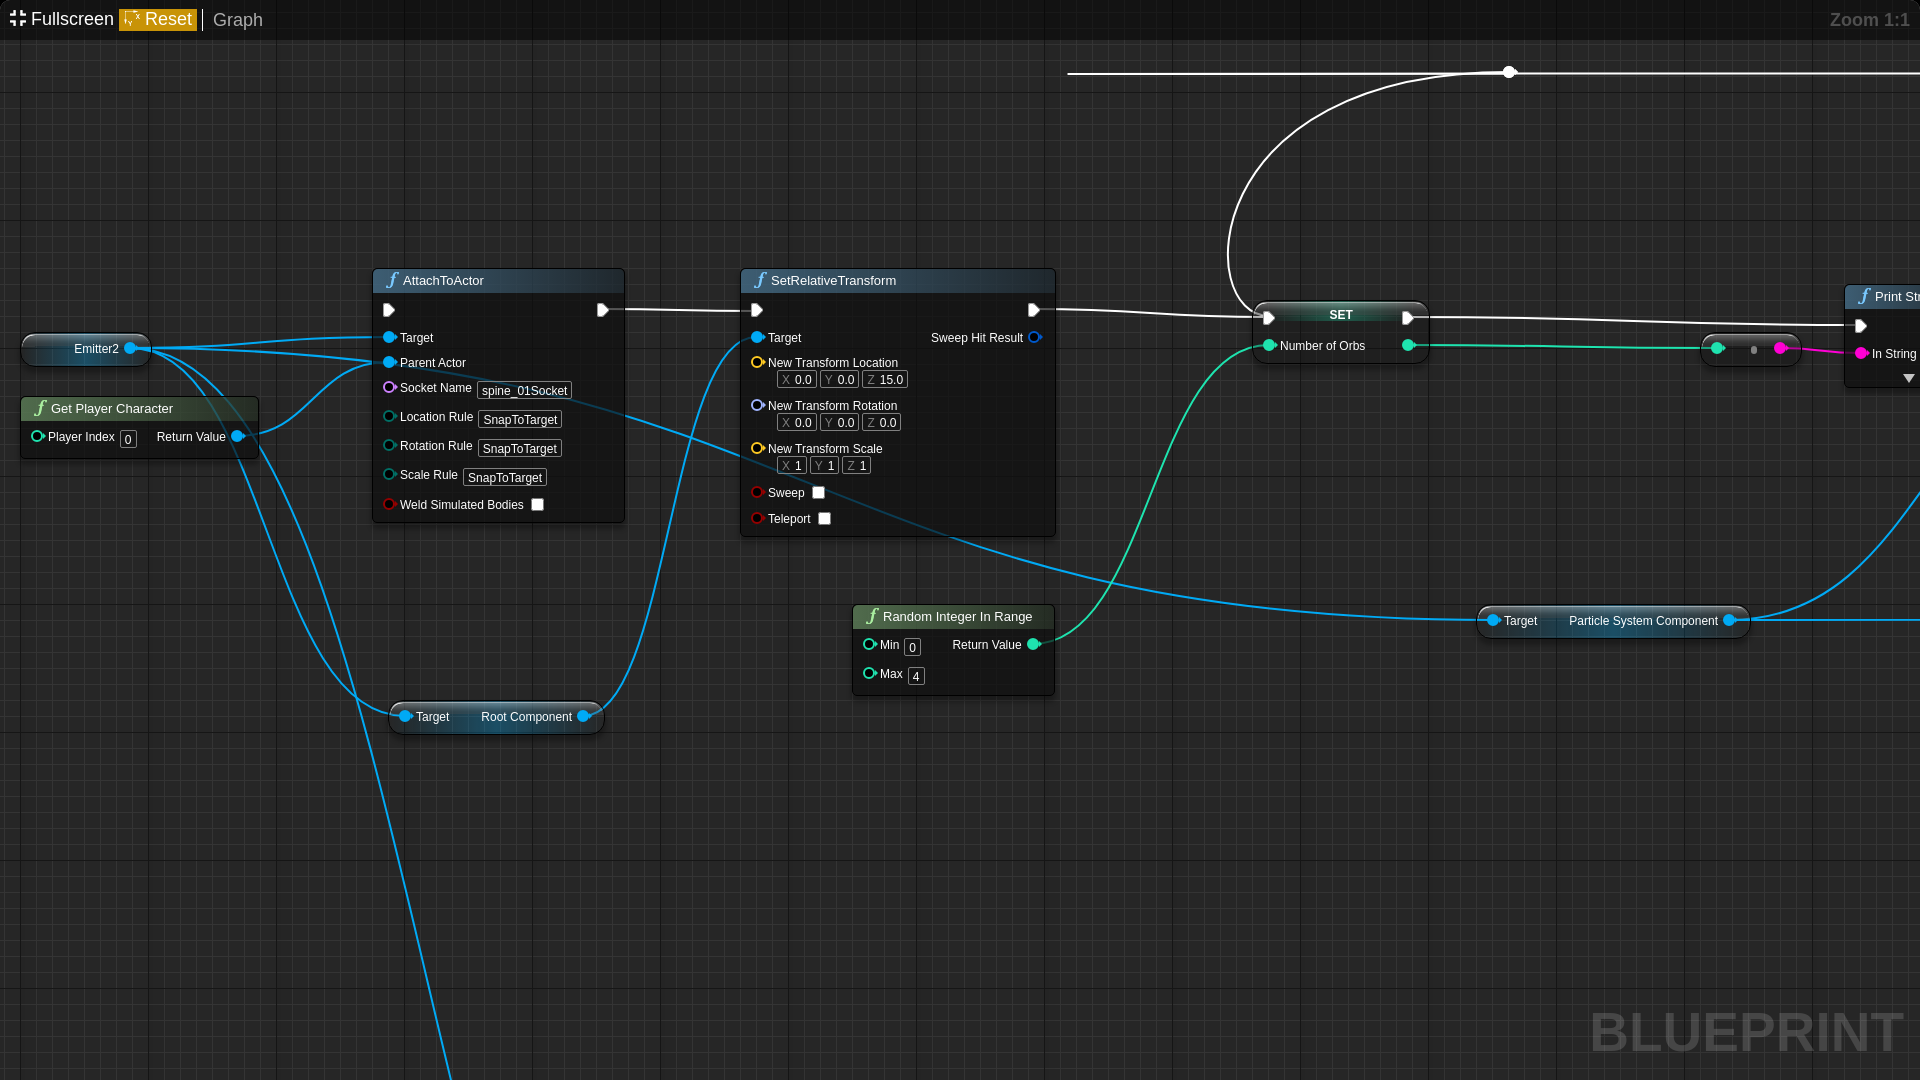 Fullscreen Reset Graph
Zoom 1:1
AttachToActor
Target
Parent Actor
Socket Name spine_01Socket
Location Rule SnapToTarget
Rotation Rule SnapToTarget
Scale Rule SnapToTarget
Weld Simulated Bodies
SetRelativeTransform
Target Sweep Hit Result
New Transform Location
X 0.0 Y 0.0 Z 15.0
New Transform Rotation
X 0.0 Y 0.0 Z 0.0
New Transform Scale
X 1 Y 1 Z 1
Sweep
Teleport
SET
Number of Orbs
Print Str
In String
Emitter2
Get Player Character
Player Index 0 Return Value
Random Integer In Range
Min 0 Return Value
Max 4
Target Particle System Component
Target Root Component
BLUEPRINT